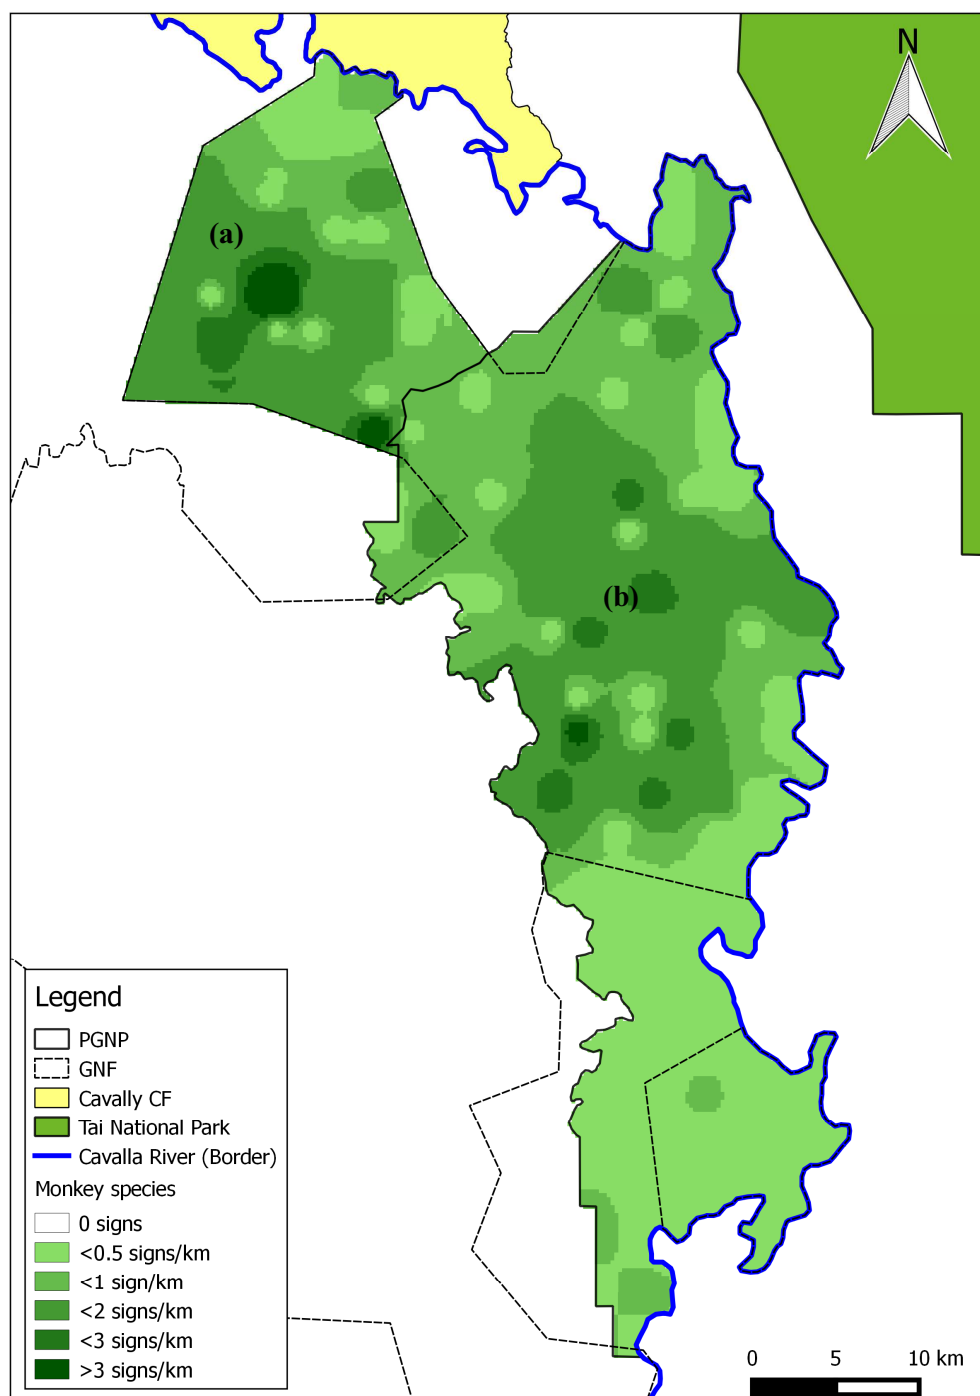 N
(a)
(b)
Legend
PGNP
GNF
Cavally CF
Tai National Park
Cavalla River (Border)
Monkey species
0 signs
<0.5 signs/km
<1 sign/km
<2 signs/km
<3 signs/km
>3 signs/km
0 5 10 km